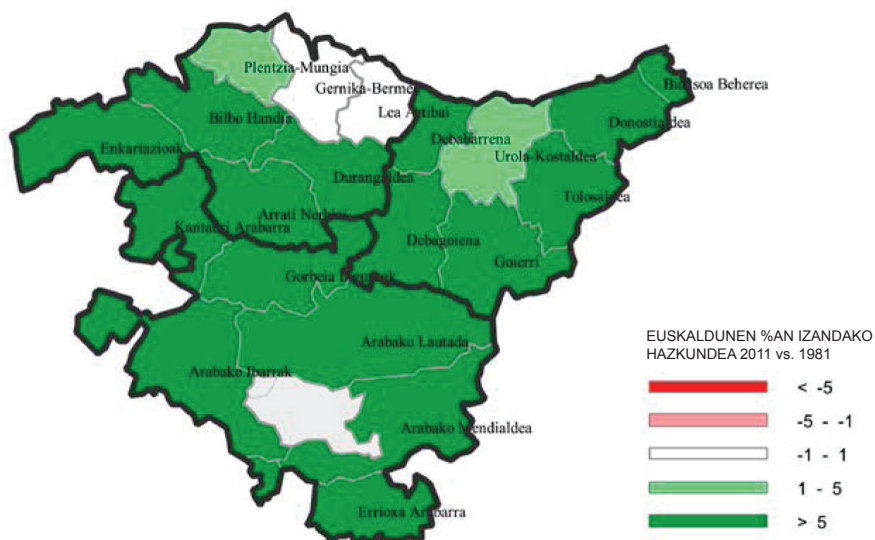 Plentzia-Mungia
Gernika-Berme
Lea Artibai
Bidasoa Beherea
Bilbo Handia
Donostialdea
Debabarrena
Enkartazioak
Urola-Kostaldea
Durangaldea
Tolosaldea
Arrati Nerbioi
Kantauri Arabarra
Debagoiena
Goierri
Gorbeia Inguruak
Arabako Lautada
Arabako Ibarrak
Arabako Mendialdea
Errioxa Arabarra
EUSKALDUNEN %AN IZANDAKO
HAZKUNDEA 2011 vs. 1981
< -5
-5 - -1
-1 - 1
1 - 5
> 5